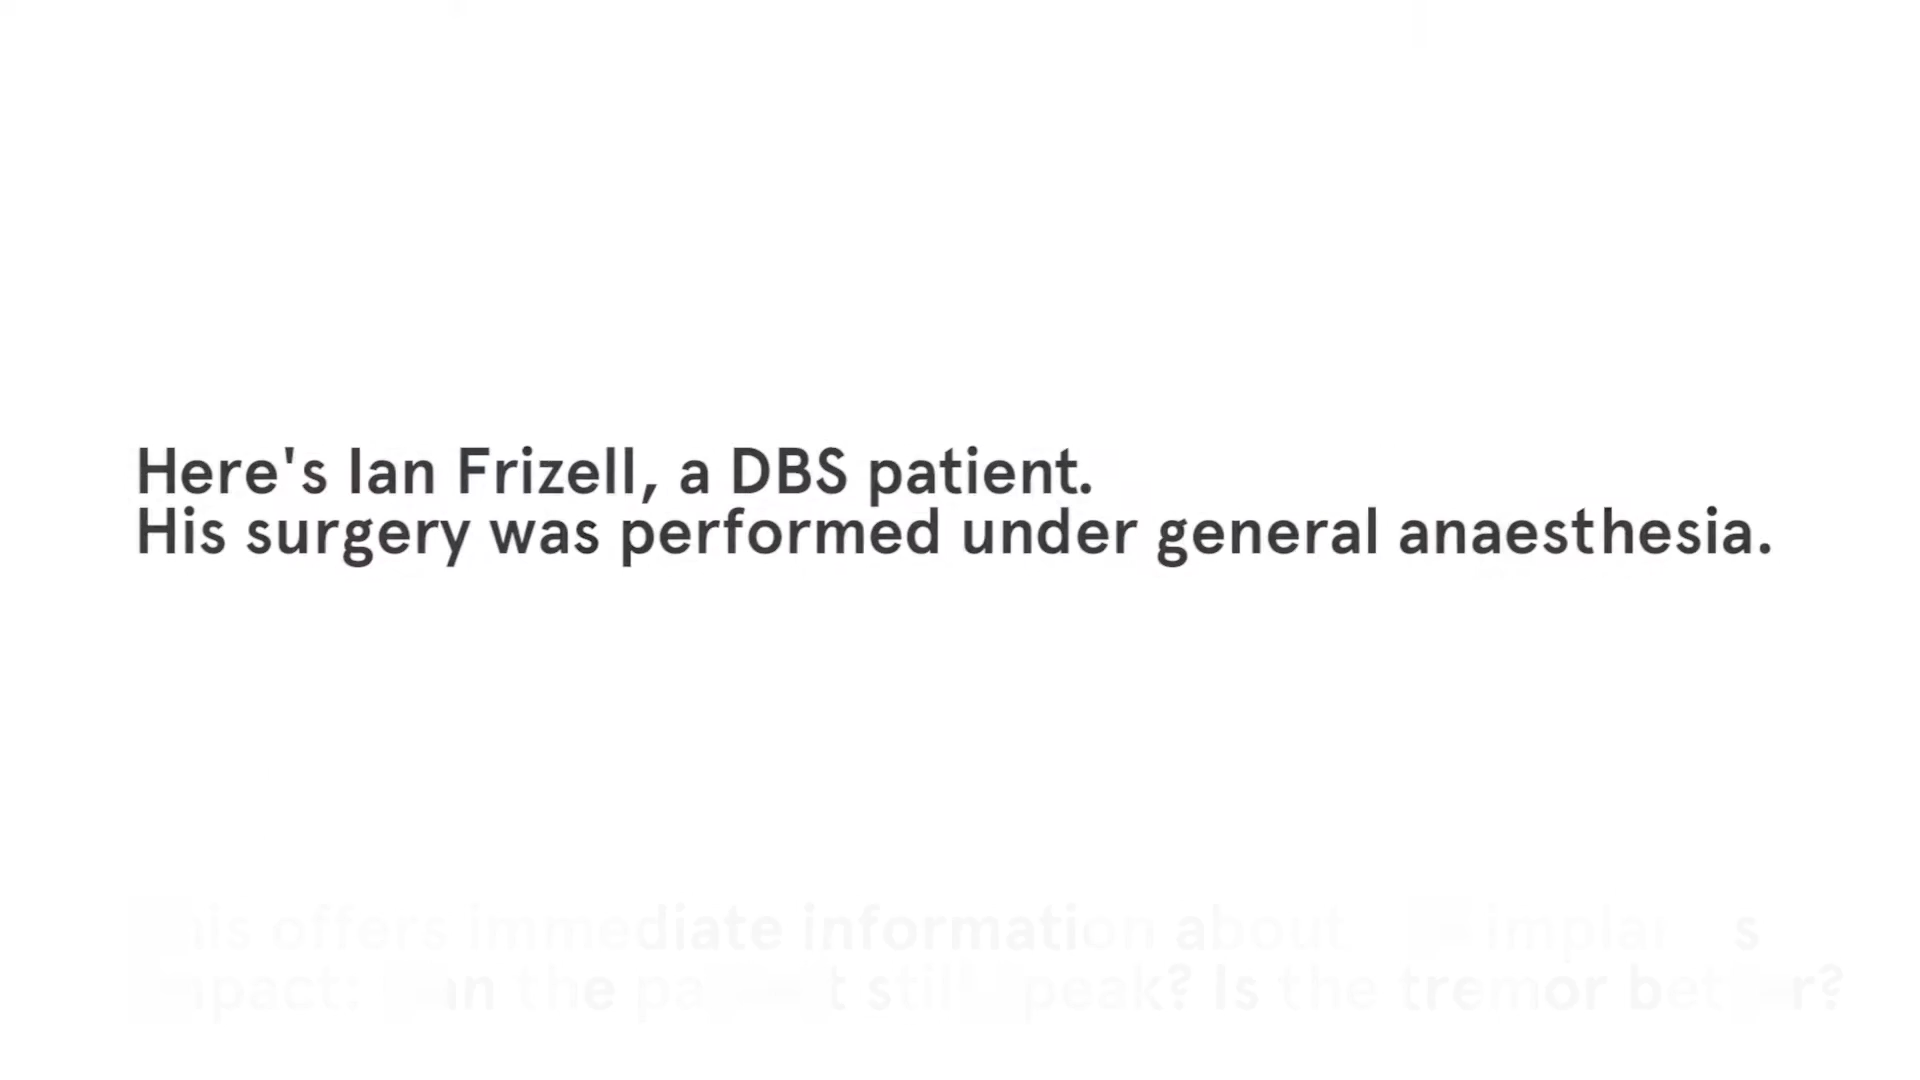 Here's Ian Frizell, a DBS patient.
His surgery was performed under general anaesthesia.
offers immediate information about
the still speak? Is the tremor